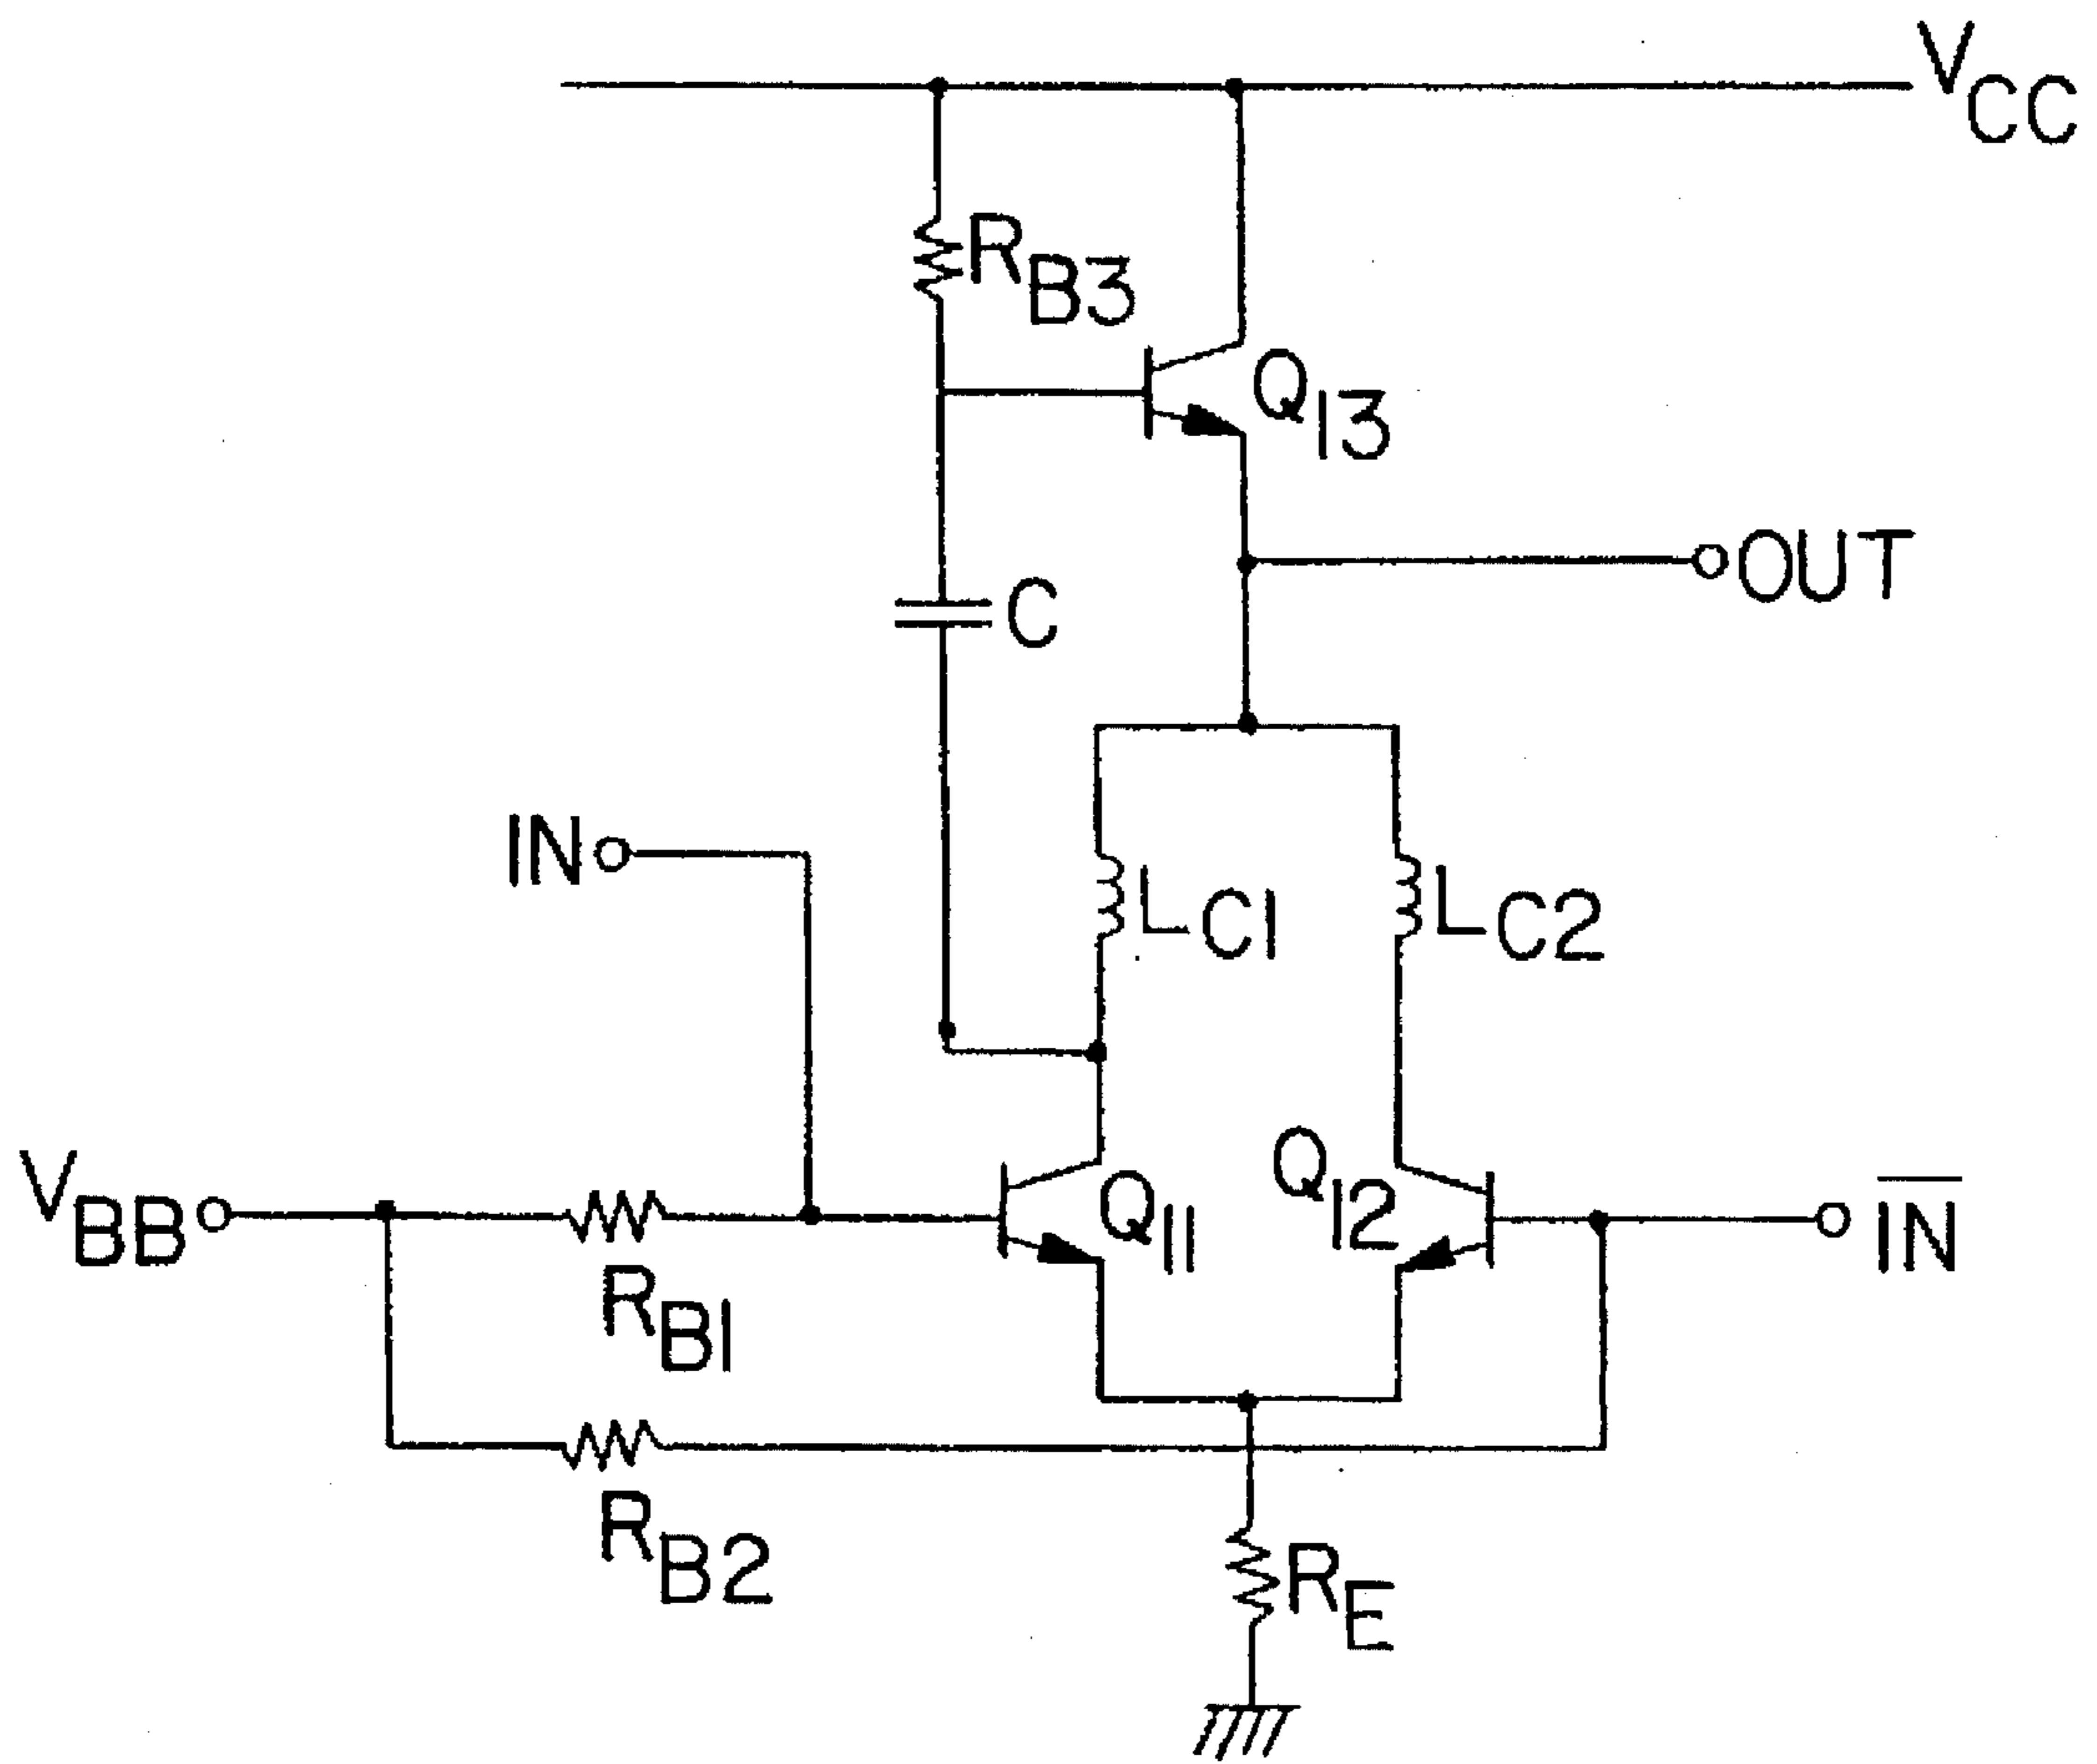 VCC
RB3
Q13
OUT
C
IN
LC1
LC2
VBB
Q11
Q12
IN
RB1
RB2
RE